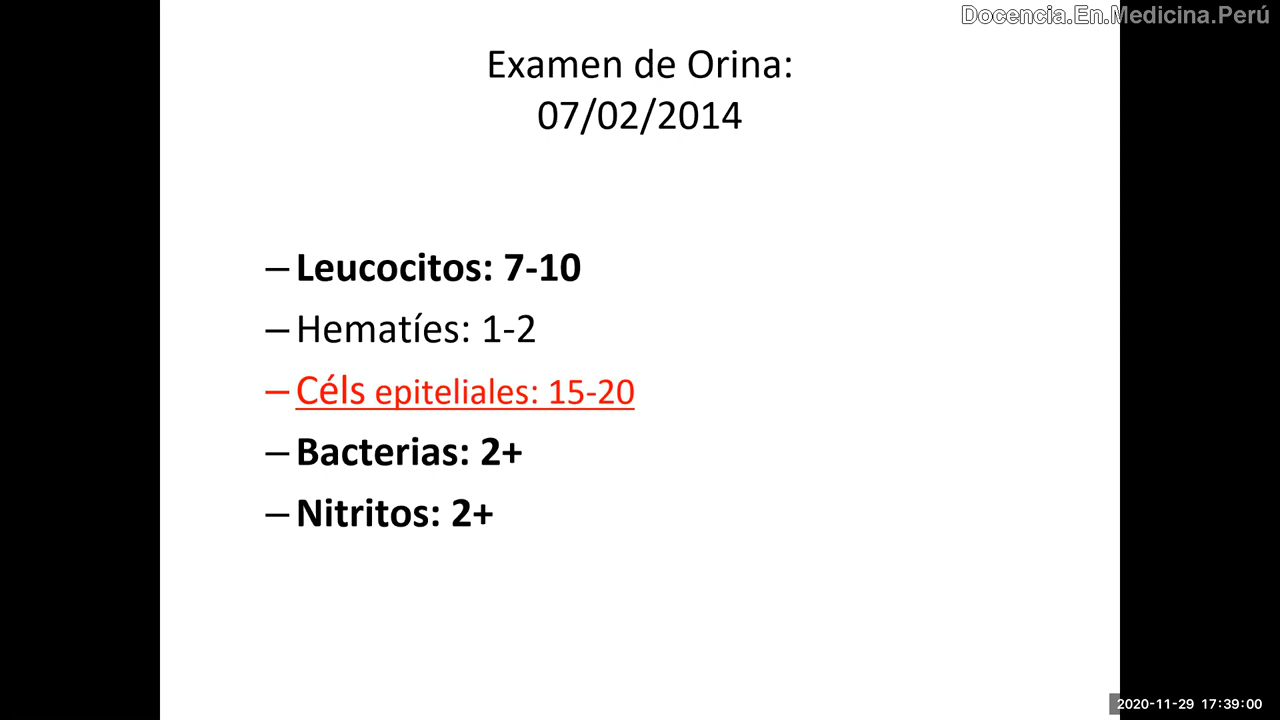 Docencia.En.Medicina.Perú
Examen de Orina:
07/02/2014
– Leucocitos: 7-10
– Hematíes: 1-2
– Céls epiteliales: 15-20
– Bacterias: 2+
– Nitritos: 2+
2020-11-29 17:39:00